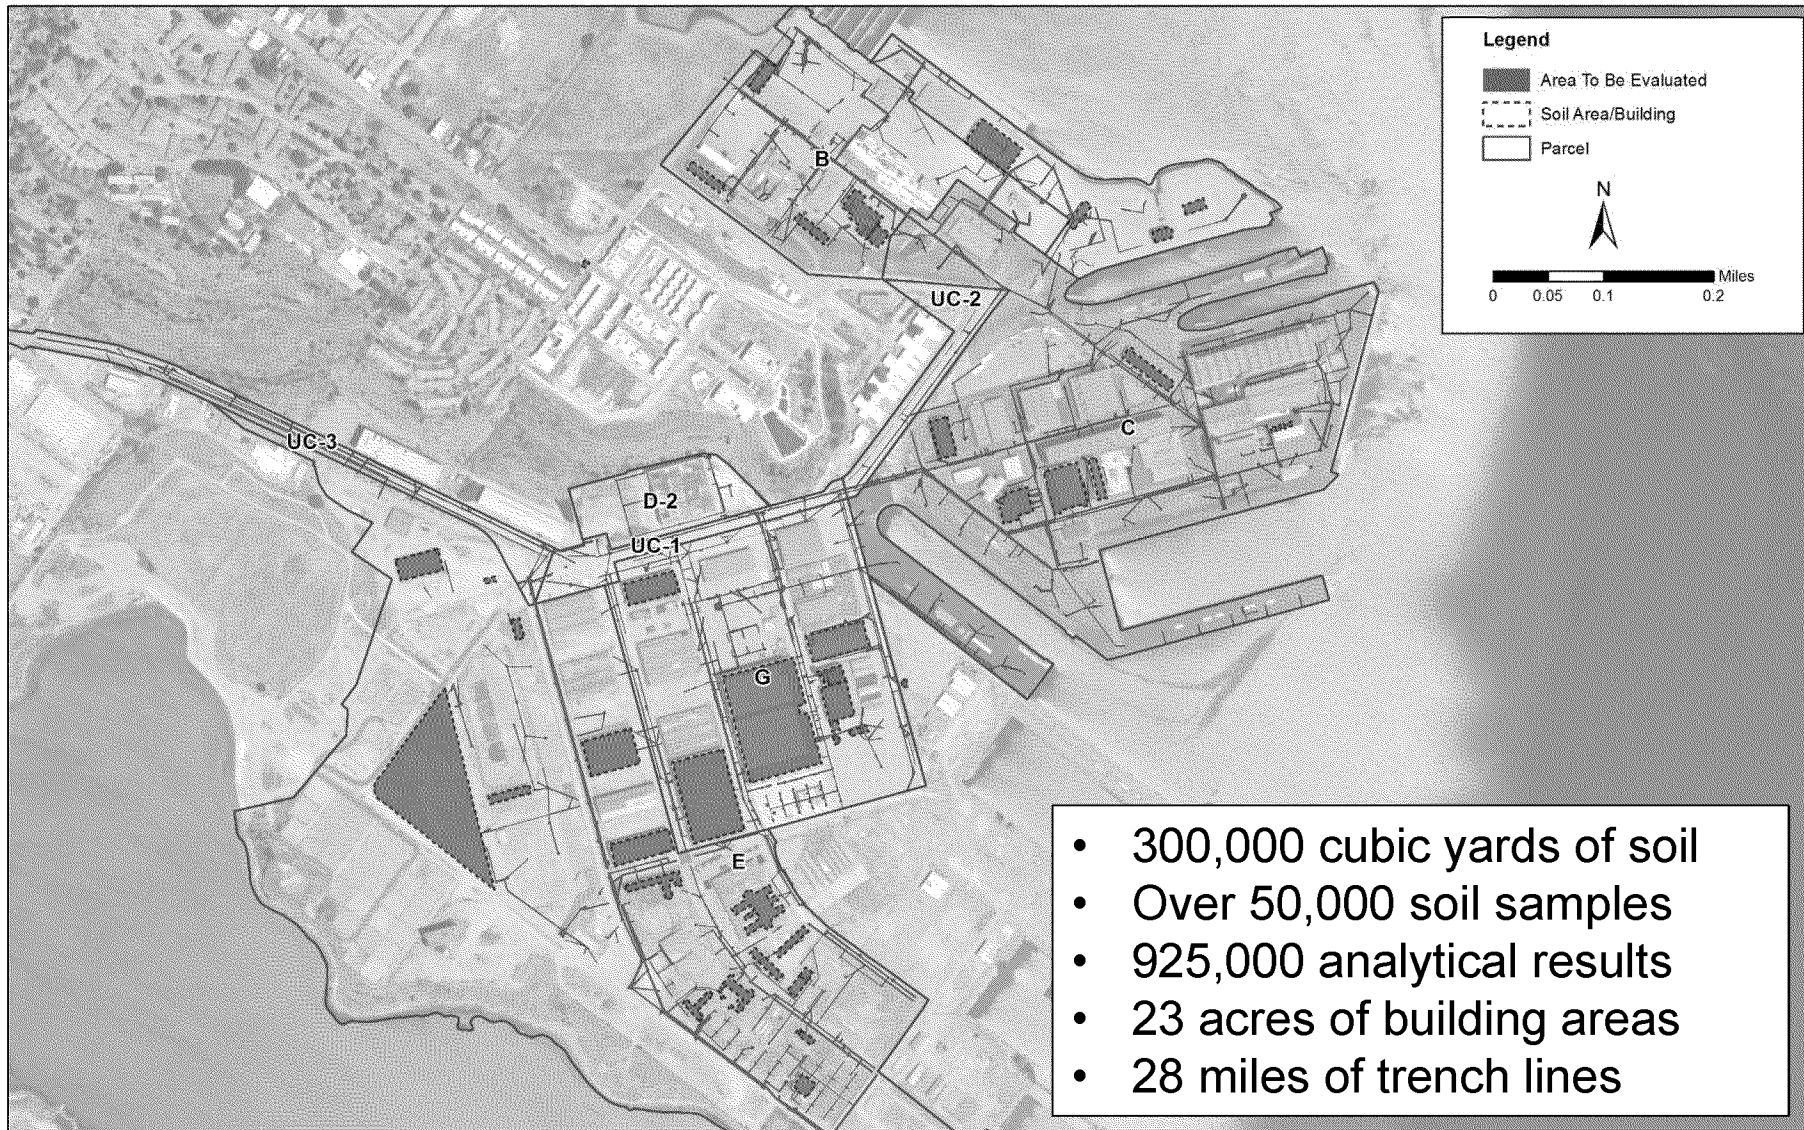 Legend
Area To Be Evaluated
Soil Area/Building
Parcel
N
Miles
0 0.05 0.1 0.2
B
UC-2
C
UC-3
D-2
UC-1
G
E
• 300,000 cubic yards of soil
• Over 50,000 soil samples
• 925,000 analytical results
• 23 acres of building areas
• 28 miles of trench lines